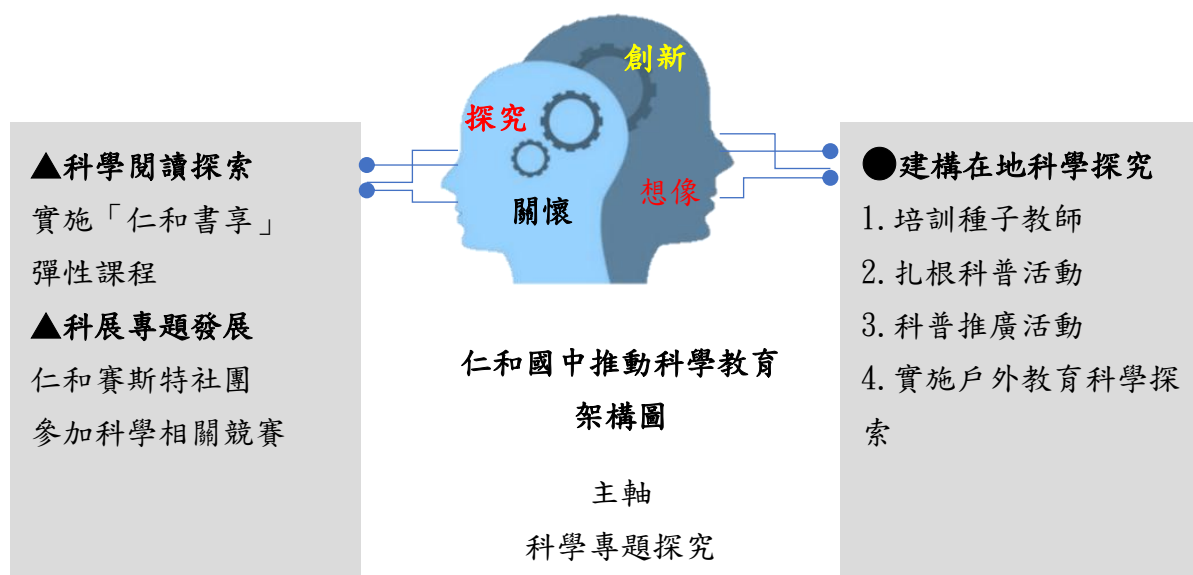 創新
探究
想像
關懷
▲科學閱讀探索
實施「仁和書享」
彈性課程
▲科展專題發展
仁和賽斯特社團
參加科學相關競賽
仁和國中推動科學教育
架構圖
主軸
科學專題探究
●建構在地科學探究
1.培訓種子教師
2.扎根科普活動
3.科普推廣活動
4.實施戶外教育科學探
索